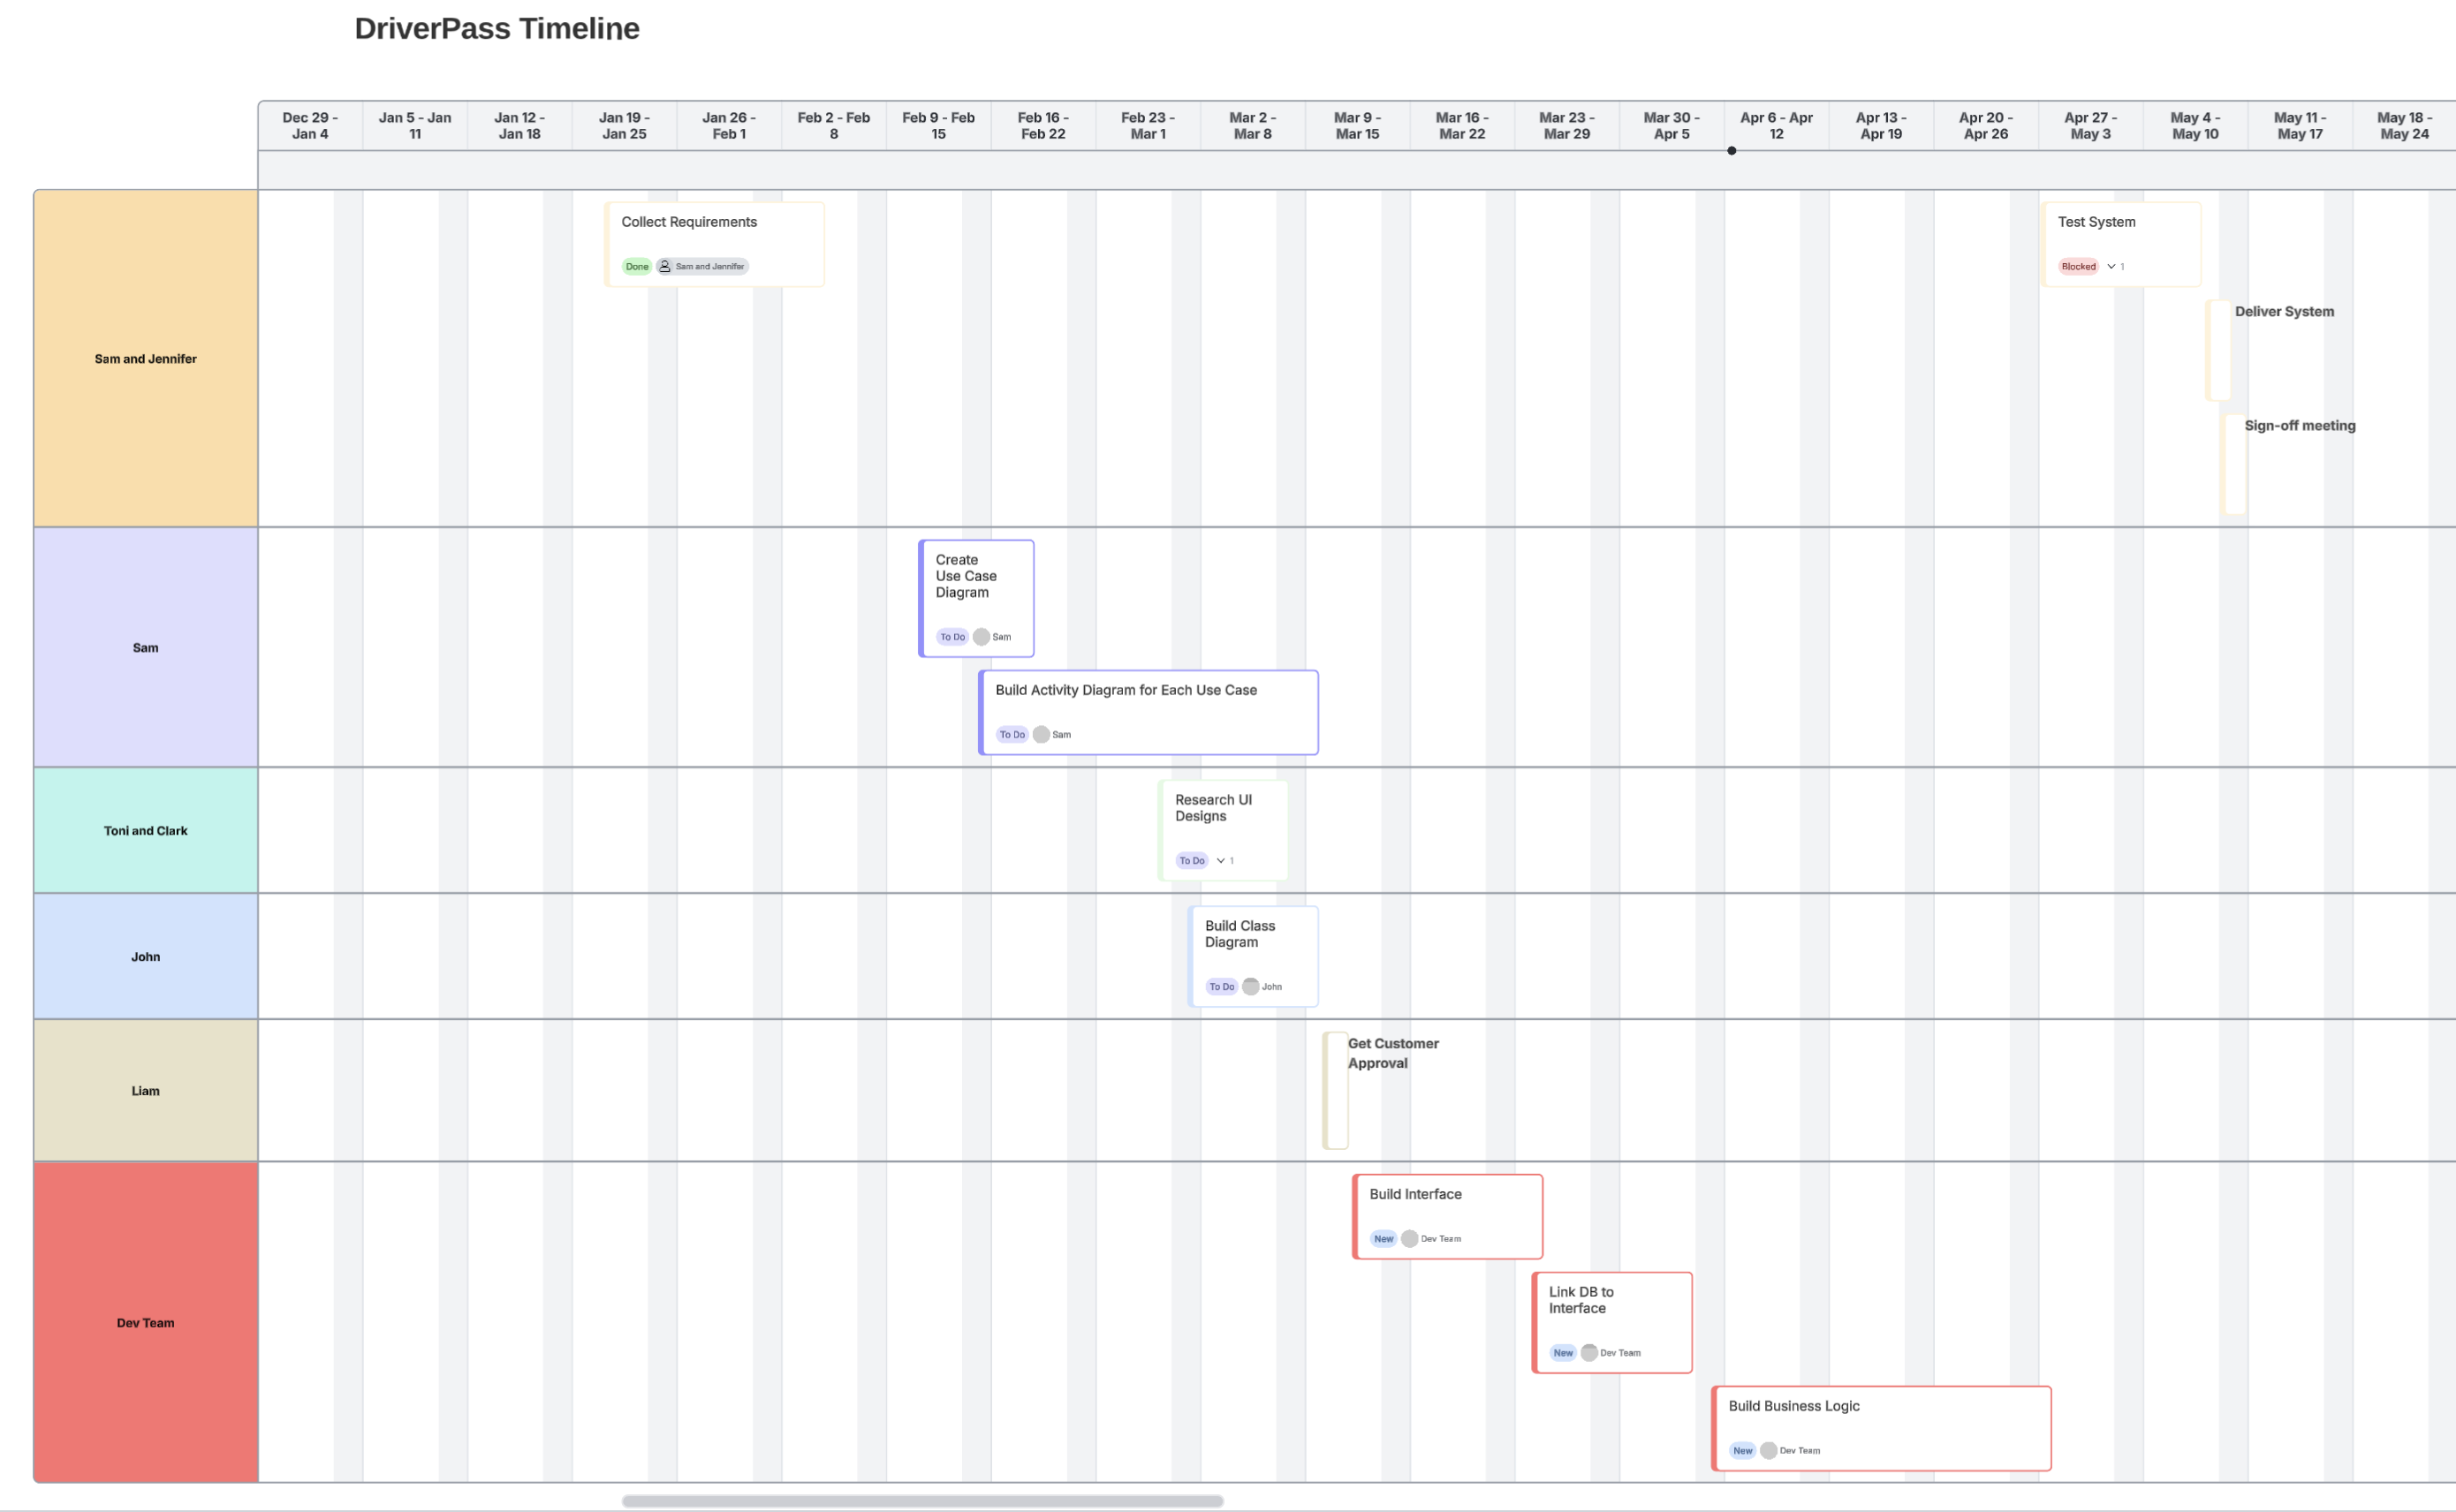 DriverPass Timeline
Dec 29 -
Jan 4
Jan 5 - Jan
11
Jan 12 -
Jan 18
Jan 19 -
Jan 25
Jan 26 -
Feb 1
Feb 2 - Feb
8
Feb 9 - Feb
15
Feb 16 -
Feb 22
Feb 23 -
Mar 1
Mar 2 -
Mar 8
Mar 9 -
Mar 15
Mar 16 -
Mar 22
Mar 23 -
Mar 29
Mar 30 -
Apr 5
Apr 6 - Apr
12
Apr 13 -
Apr 19
Apr 20 -
Apr 26
Apr 27 -
May 3
May 4 -
May 10
May 11 -
May 17
May 18 -
May 24
Sam and Jennifer
Collect Requirements
Done Sam and Jennifer
Test System
Blocked 1
Deliver System
Sign-off meeting
Sam
Create
Use Case
Diagram
To Do Sam
Build Activity Diagram for Each Use Case
To Do Sam
Toni and Clark
Research UI
Designs
To Do 1
John
Build Class
Diagram
To Do John
Liam
Get Customer
Approval
Dev Team
Build Interface
New Dev Team
Link DB to
Interface
New Dev Team
Build Business Logic
New Dev Team